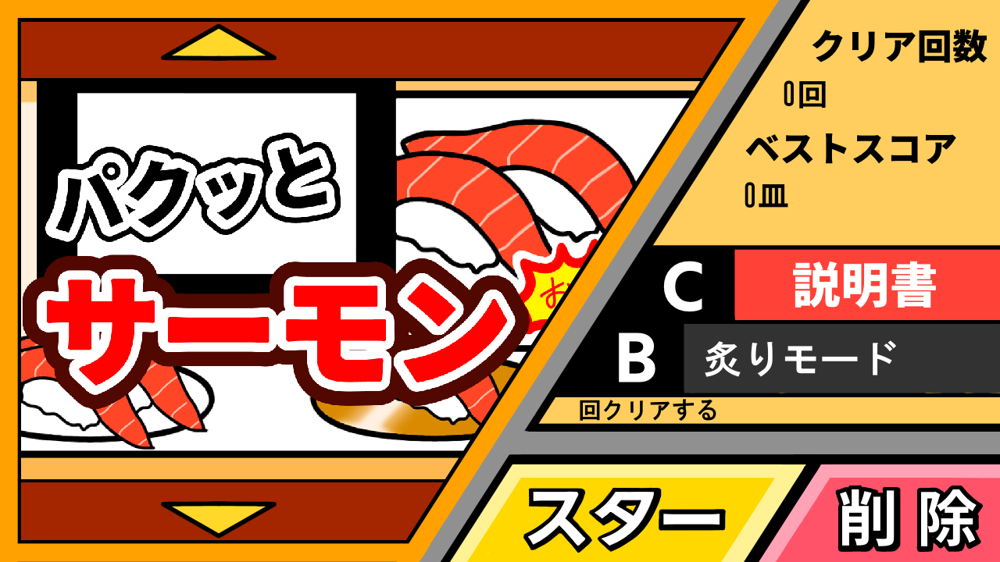 パクッと
サーモン
お
クリア回数
0回
ベストスコア
0皿
C 説明書
B 炙りモード
回クリアする
スター
削除